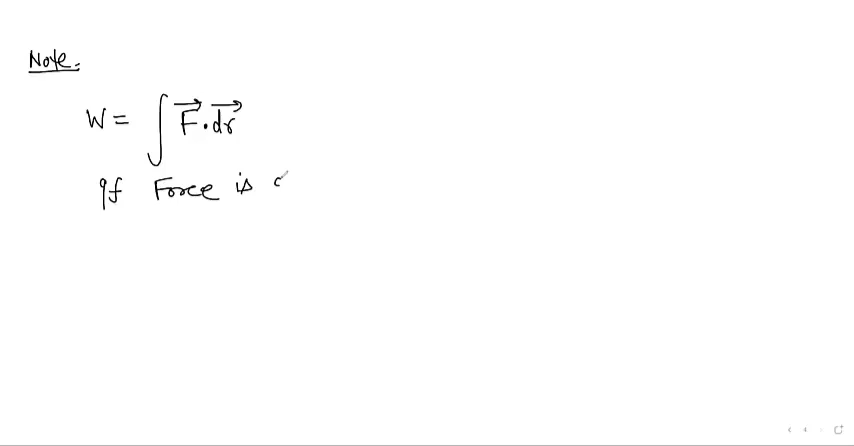 Note.
W = ∫ F⃗ . dr⃗
If Force is c